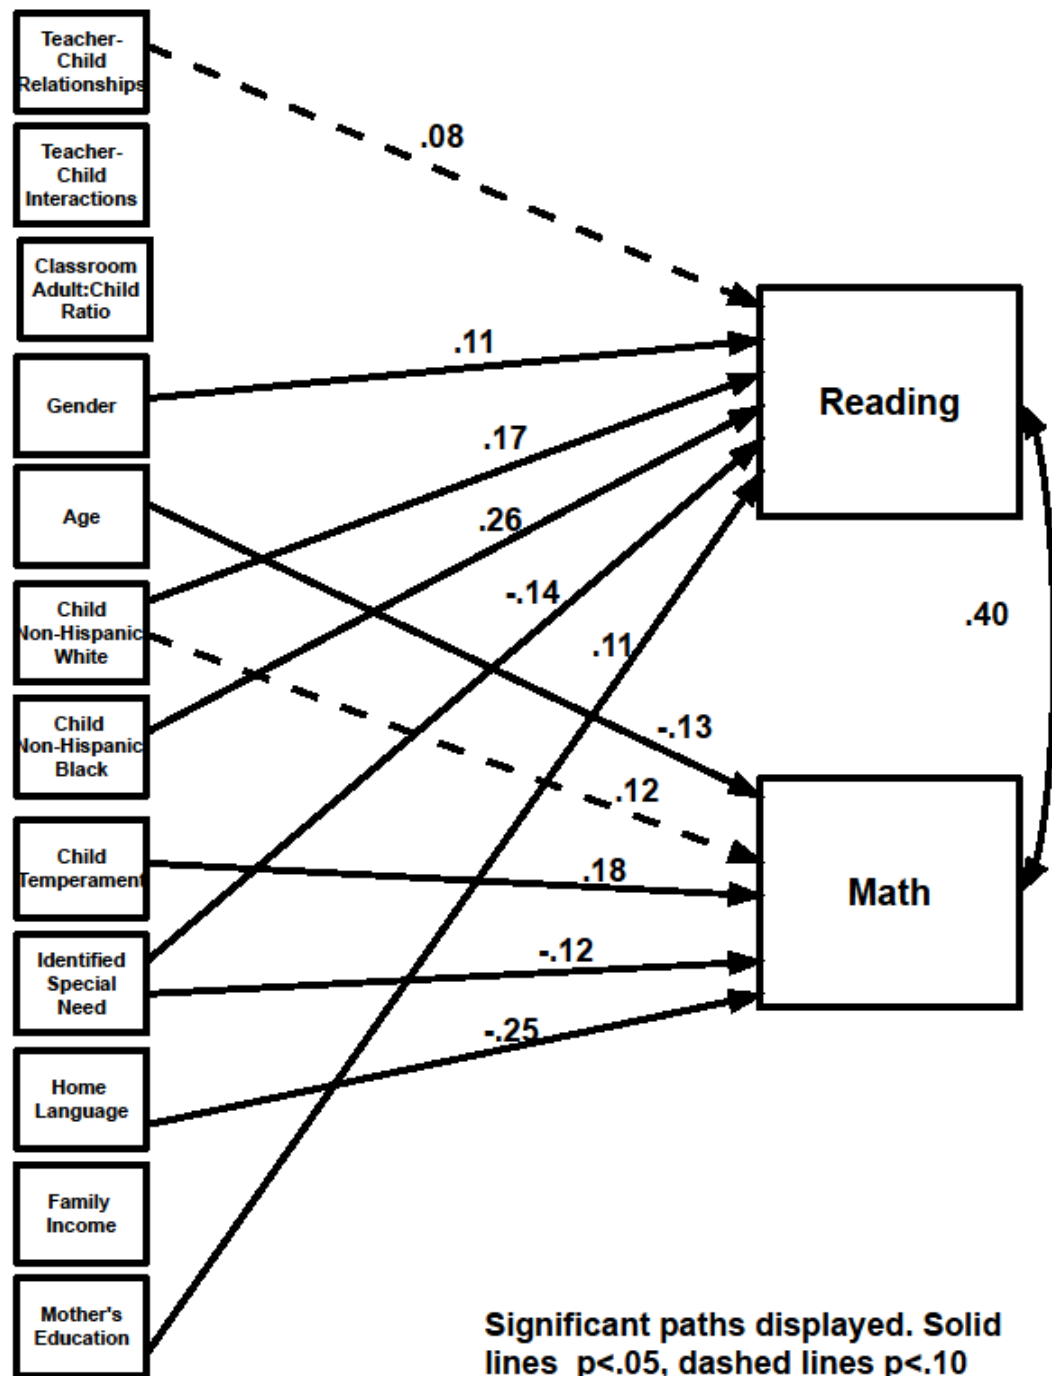 Teacher-
Child
Relationships
Teacher-
Child
Interactions
Classroom
Adult:Child
Ratio
Gender
Age
Child
Non-Hispanic
White
Child
Non-Hispanic
Black
Child
Temperament
Identified
Special
Need
Home
Language
Family
Income
Mother's
Education
.08
.11
.17
.26
-.14
.11
-.13
.12
.18
-.12
-.25
Reading
Math
.40
Significant paths displayed. Solid
lines p<.05, dashed lines p<.10